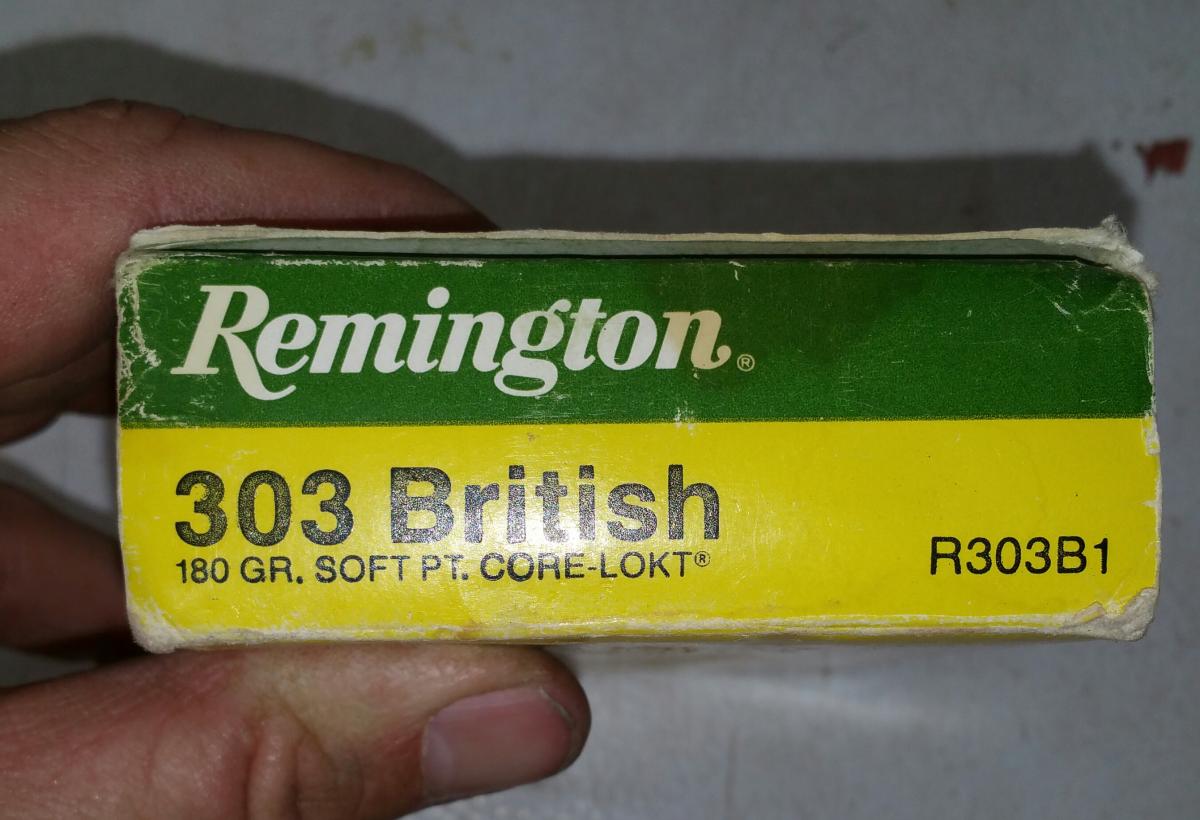 Remington®
303 British
180 GR. SOFT PT. CORE-LOKT®
R303B1